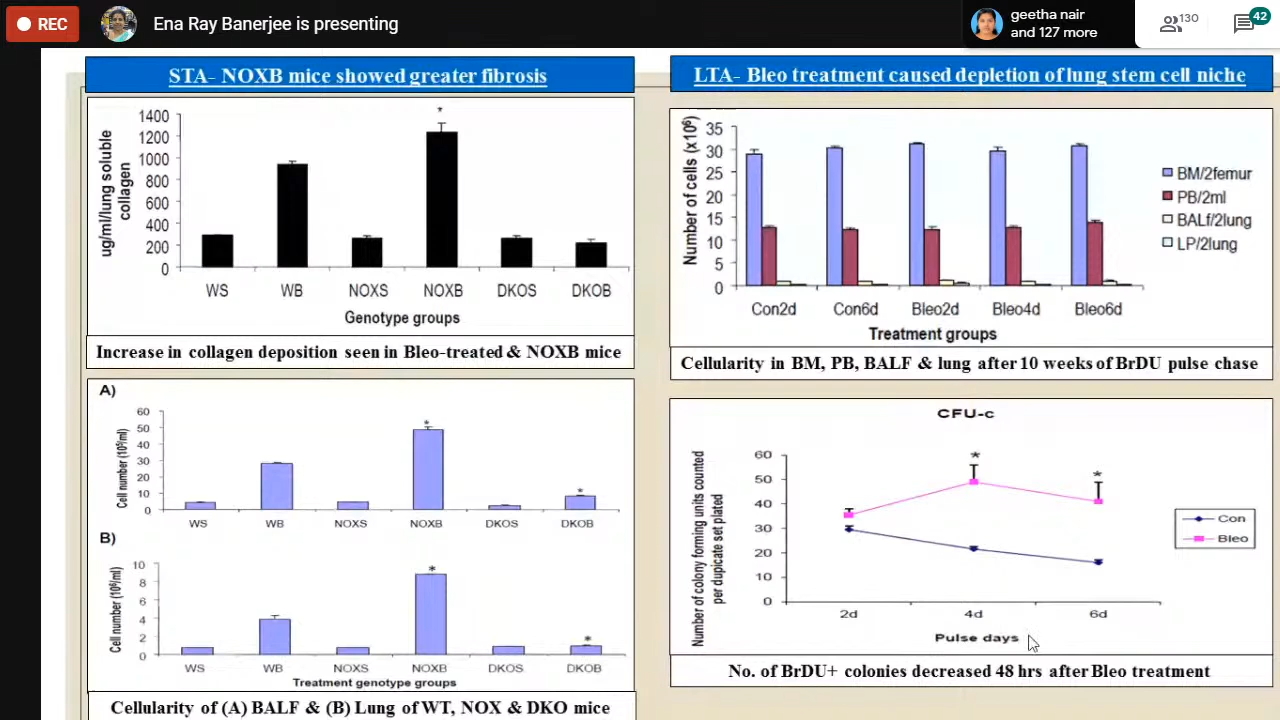 REC
Ena Ray Banerjee is presenting
geetha nair
and 127 more
130
42
STA- NOXB mice showed greater fibrosis
ug/ml/lung soluble
collagen
1400
1200
1000
800
600
400
200
0
*
WS WB NOXS NOXB DKOS DKOB
Genotype groups
Increase in collagen deposition seen in Bleo-treated & NOXB mice
A)
Cell number (10⁵/ml)
60
50
40
30
20
10
0
* *
WS WB NOXS NOXB DKOS DKOB
B)
Cell number (10⁶/ml)
10
8
6
4
2
0
* *
WS WB NOXS NOXB DKOS DKOB
Treatment genotype groups
Cellularity of (A) BALF & (B) Lung of WT, NOX & DKO mice
LTA- Bleo treatment caused depletion of lung stem cell niche
Number of cells (x10⁶)
35
30
25
20
15
10
5
0
BM/2femur
PB/2ml
BALf/2lung
LP/2lung
Con2d Con6d Bleo2d Bleo4d Bleo6d
Treatment groups
Cellularity in BM, PB, BALF & lung after 10 weeks of BrDU pulse chase
CFU-c
Number of colony forming units counted
per dupicate set plated
60
50
40
30
20
10
0
* *
Con
Bleo
2d 4d 6d
Pulse days
No. of BrDU+ colonies decreased 48 hrs after Bleo treatment